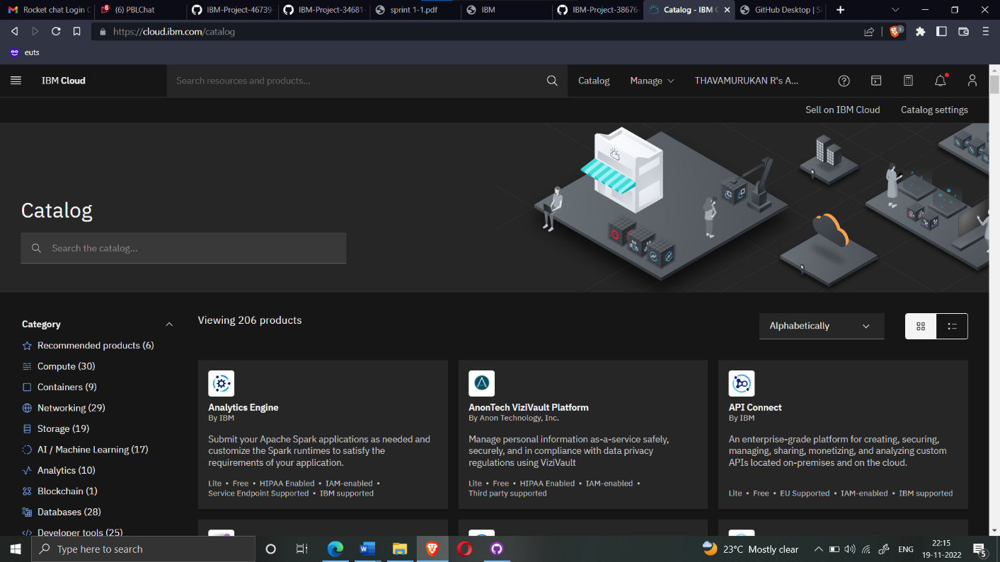 Rocket chat Login C
6
(6) PBLChat
IBM-Project-46739-
IBM-Project-34681-
sprint 1-1.pdf
IBM
IBM-Project-38676-
Catalog - IBM C
GitHub Desktop | Si
https://cloud.ibm.com/catalog
3
euts
IBM Cloud
Search resources and products...
Catalog
Manage
THAVAMURUKAN R's A...
Sell on IBM Cloud
Catalog settings
Catalog
Search the catalog...
Category
Recommended products (6)
Compute (30)
Containers (9)
Networking (29)
Storage (19)
AI / Machine Learning (17)
Analytics (10)
Blockchain (1)
Databases (28)
Developer tools (25)
Viewing 206 products
Alphabetically
Analytics Engine
By IBM
Submit your Apache Spark applications as needed and
customize the Spark runtimes to satisfy the
requirements of your application.
Lite • Free • HIPAA Enabled • IAM-enabled •
Service Endpoint Supported • IBM supported
AnonTech ViziVault Platform
By Anon Technology, Inc.
Manage personal information as-a-service safely,
securely, and in compliance with data privacy
regulations using ViziVault
Lite • Free • HIPAA Enabled • IAM-enabled •
Third party supported
API Connect
By IBM
An enterprise-grade platform for creating, securing,
managing, sharing, monetizing, and analyzing custom
APIs located on-premises and on the cloud.
Lite • Free • EU Supported • IAM-enabled • IBM supported
Type here to search
23°C Mostly clear
ENG
22:15
19-11-2022
5